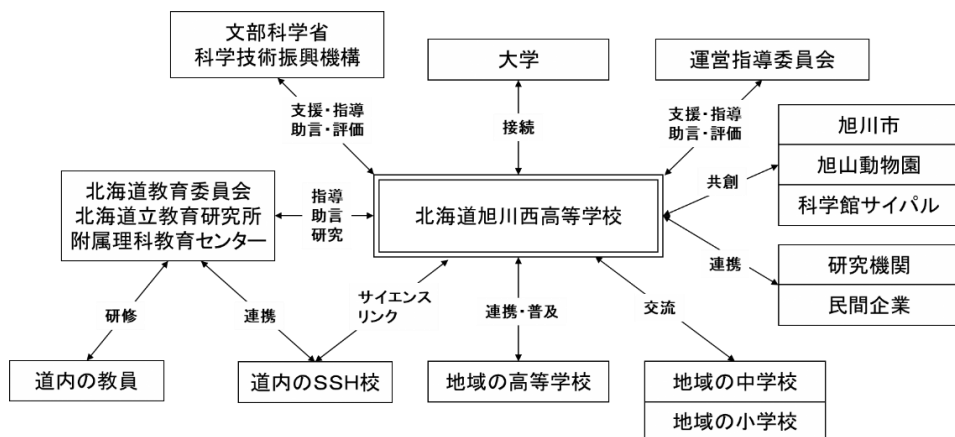 文部科学省
科学技術振興機構
大学
運営指導委員会
支援・指導
助言・評価
接続
支援・指導
助言・評価
旭川市
旭山動物園
科学館サイパル
共創
北海道教育委員会
北海道立教育研究所
附属理科教育センター
指導
助言
研究
北海道旭川西高等学校
連携
研究機関
民間企業
研修
連携
サイエンス
リンク
連携・普及
交流
道内の教員
道内のSSH校
地域の高等学校
地域の中学校
地域の小学校